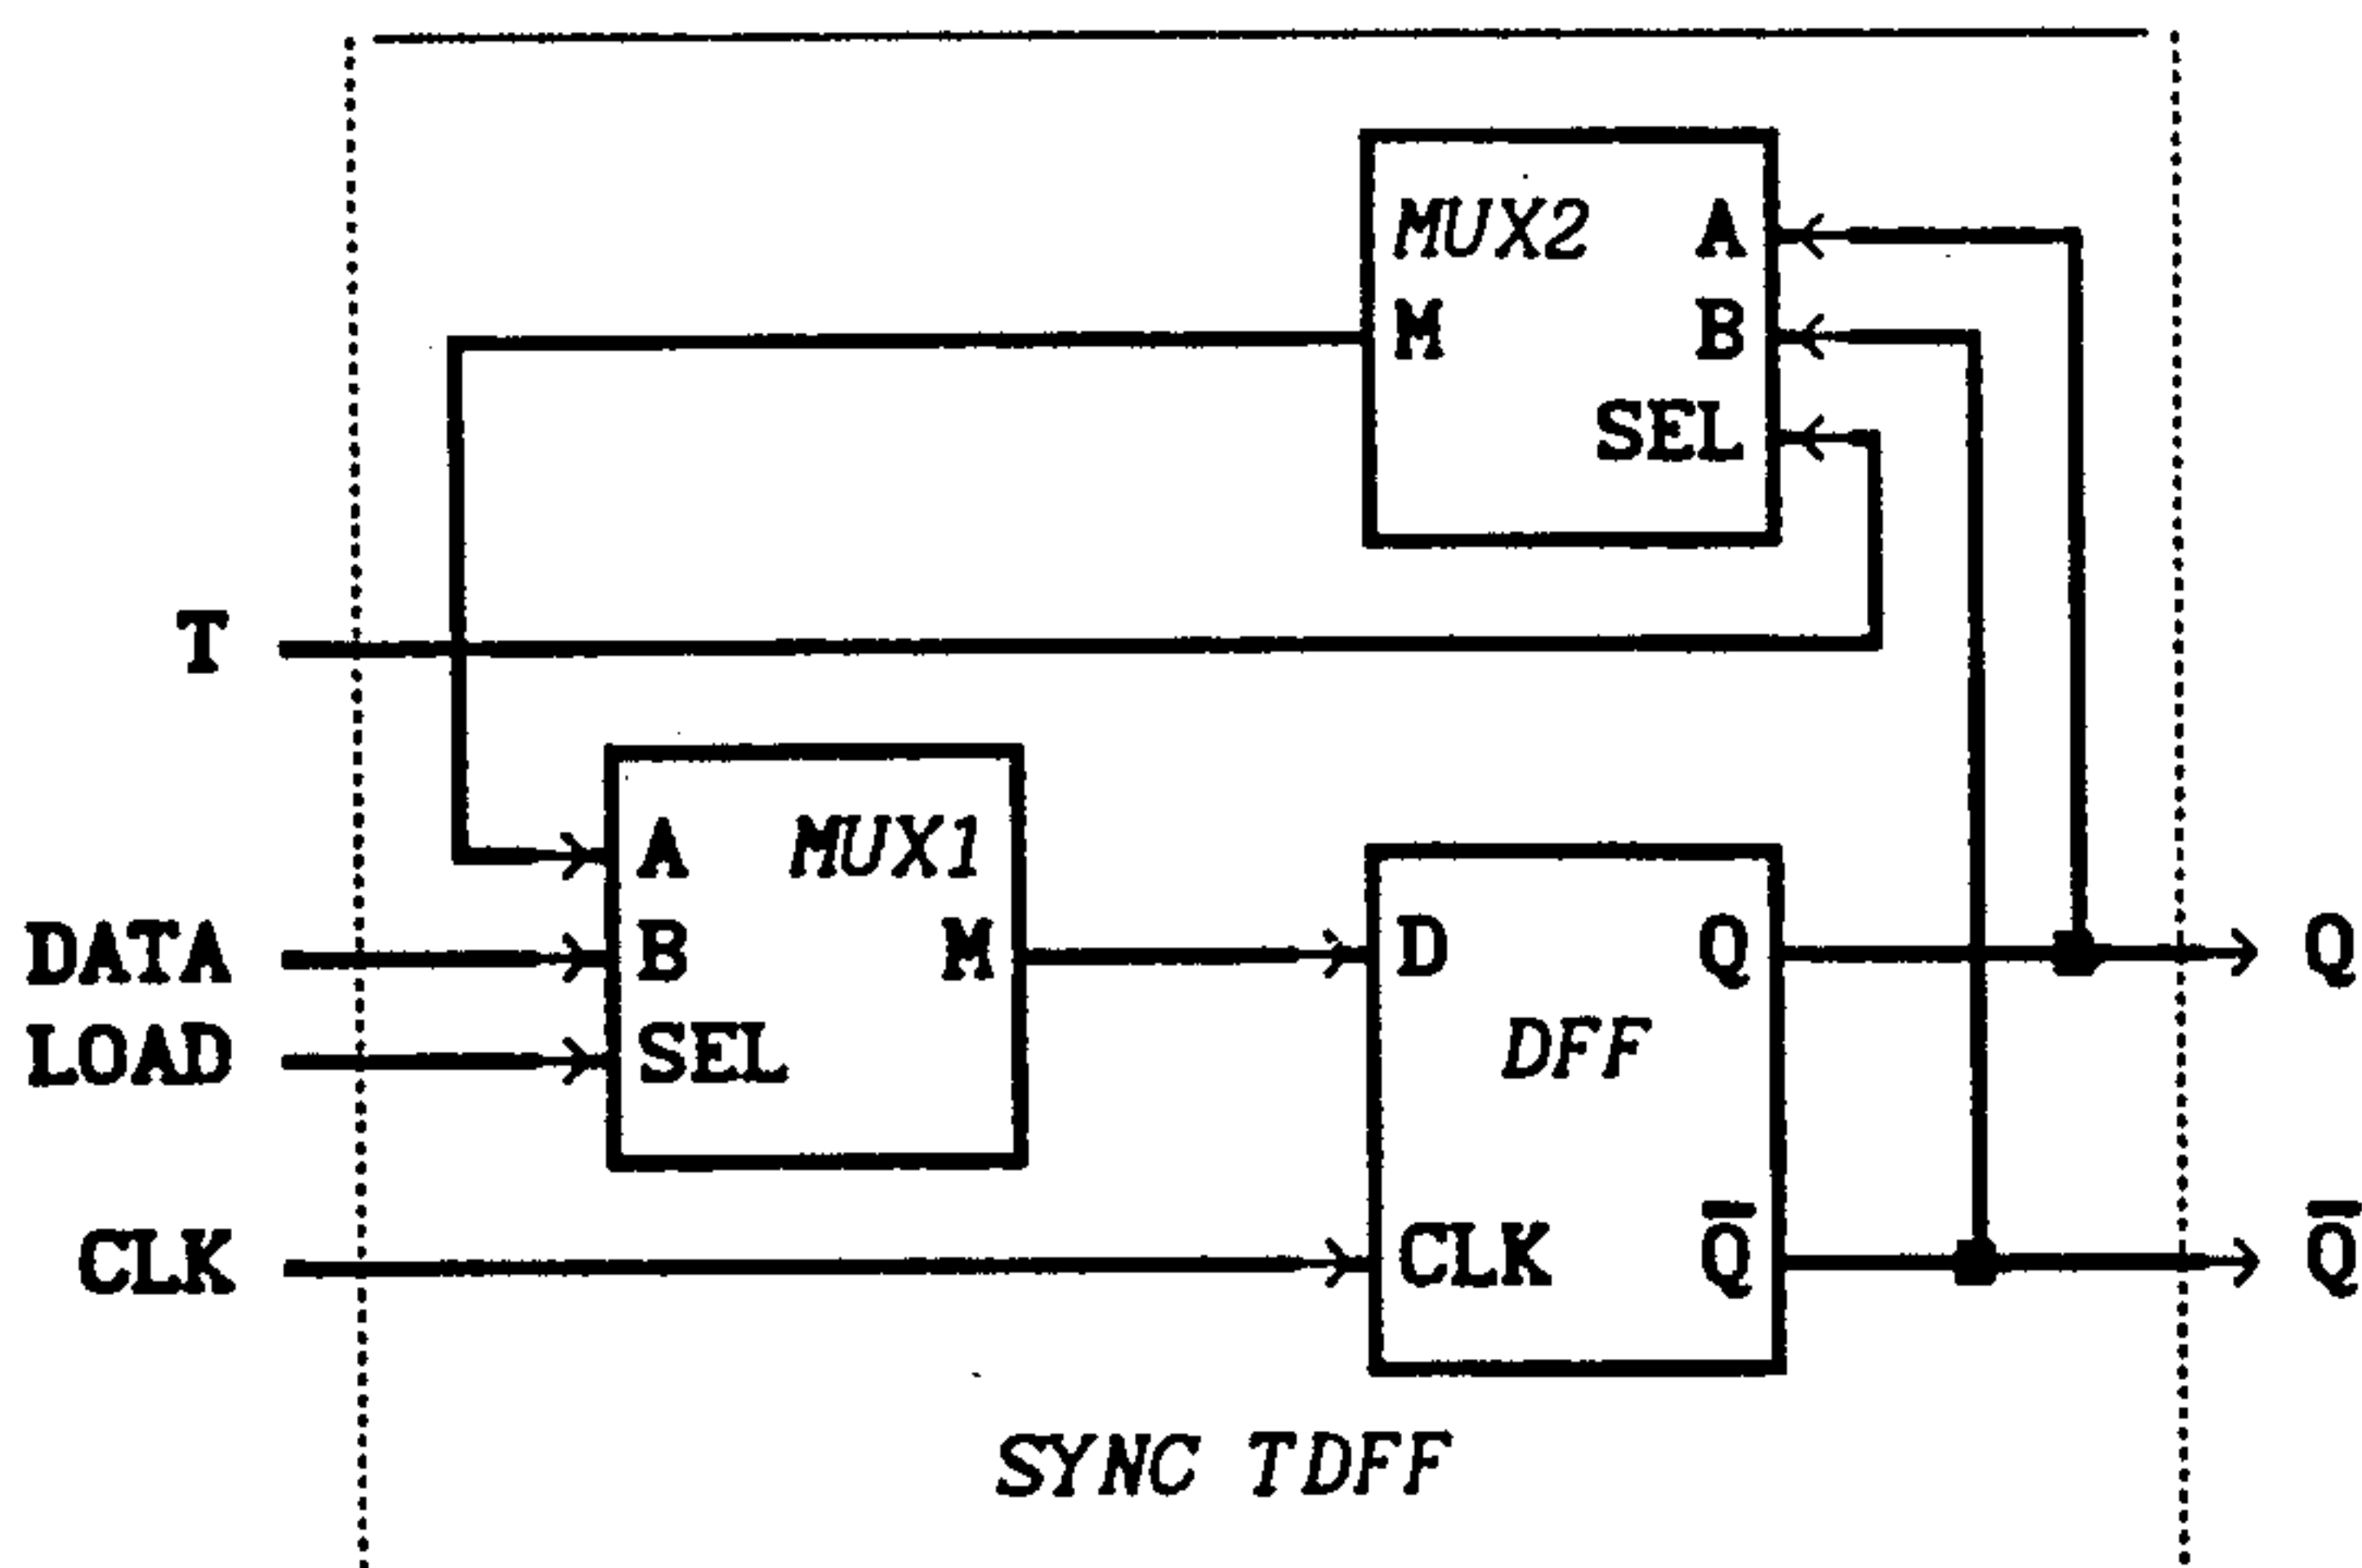 MUX2 A
M B
SEL
T
A MUX1
DATA B M D Q Q
LOAD SEL DFF
CLK CLK Q̅ Q̅
SYNC TDFF